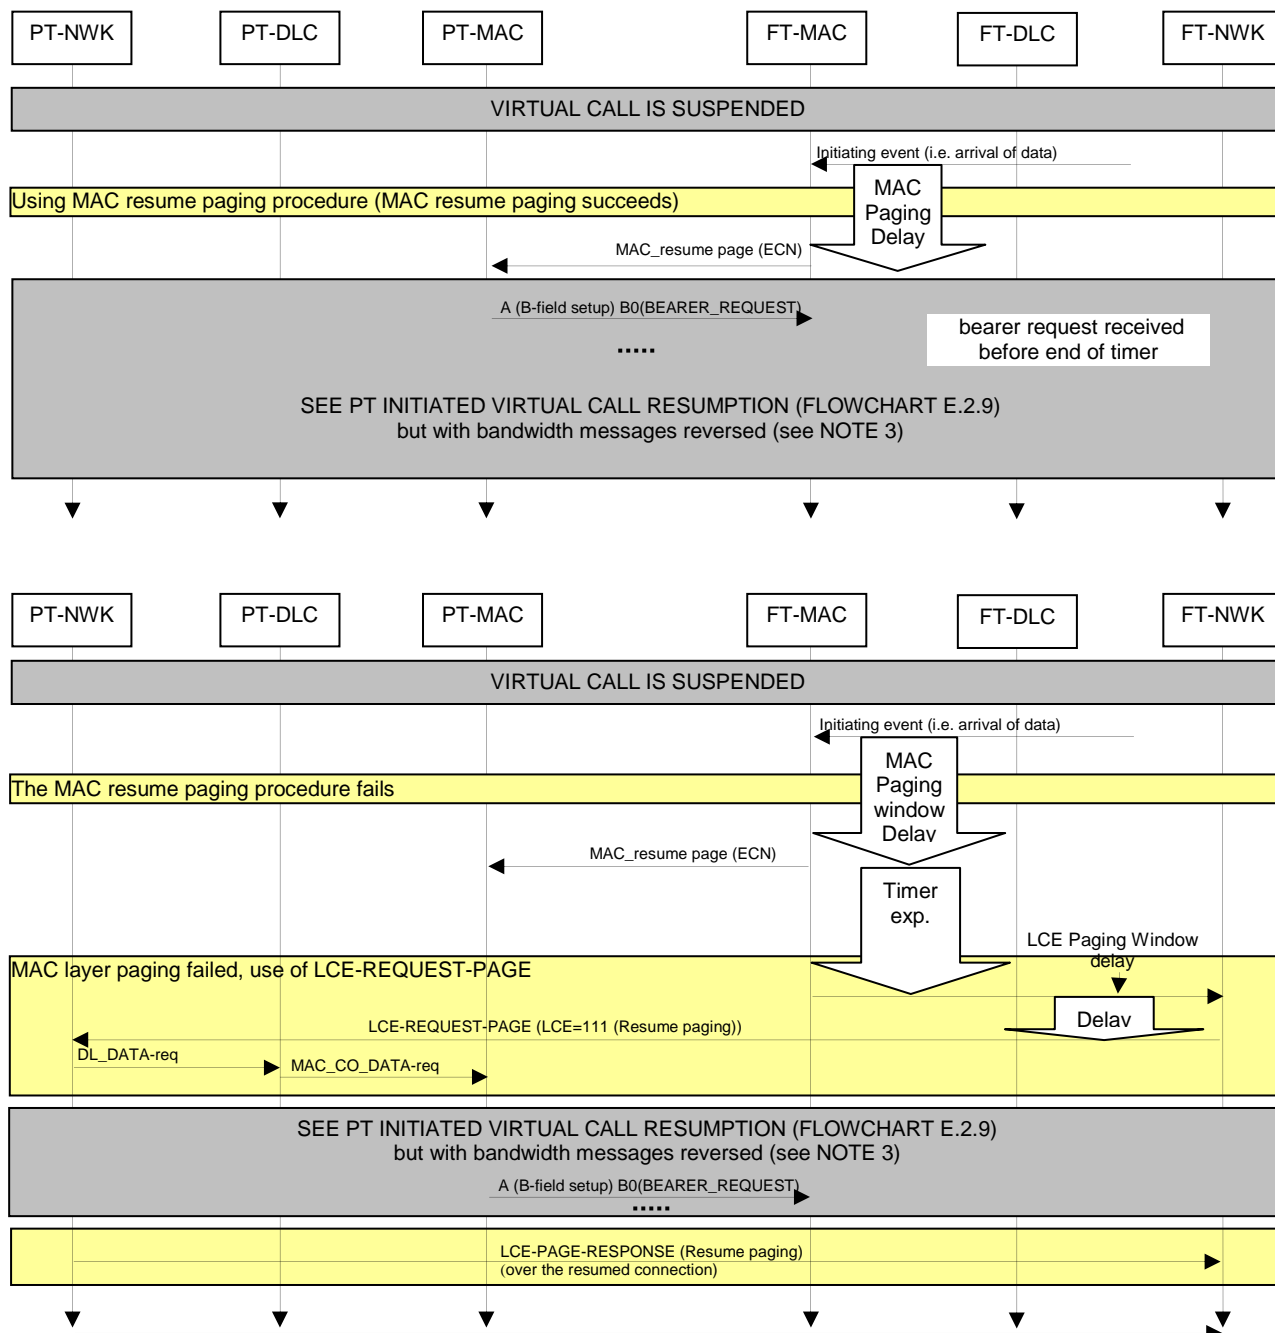 PT-NWK PT-DLC PT-MAC FT-MAC FT-DLC FT-NWK
VIRTUAL CALL IS SUSPENDED
Initiating event (i.e. arrival of data)
MAC
Paging
Delay
Using MAC resume paging procedure (MAC resume paging succeeds)
MAC_resume page (ECN)
A (B-field setup) B0(BEARER_REQUEST)
.....
bearer request received
before end of timer
SEE PT INITIATED VIRTUAL CALL RESUMPTION (FLOWCHART E.2.9)
but with bandwidth messages reversed (see NOTE 3)
PT-NWK PT-DLC PT-MAC FT-MAC FT-DLC FT-NWK
VIRTUAL CALL IS SUSPENDED
Initiating event (i.e. arrival of data)
MAC
Paging
window
Delay
The MAC resume paging procedure fails
MAC_resume page (ECN)
Timer
exp.
LCE Paging Window
delay
MAC layer paging failed, use of LCE-REQUEST-PAGE
Delay
LCE-REQUEST-PAGE (LCE=111 (Resume paging))
DL_DATA-req
MAC_CO_DATA-req
SEE PT INITIATED VIRTUAL CALL RESUMPTION (FLOWCHART E.2.9)
but with bandwidth messages reversed (see NOTE 3)
A (B-field setup) B0(BEARER_REQUEST)
.....
LCE-PAGE-RESPONSE (Resume paging)
(over the resumed connection)